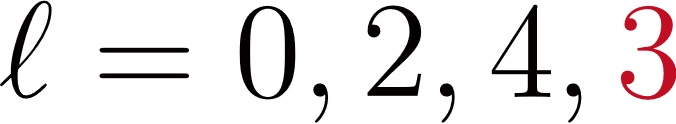 ℓ = 0, 2, 4, 3